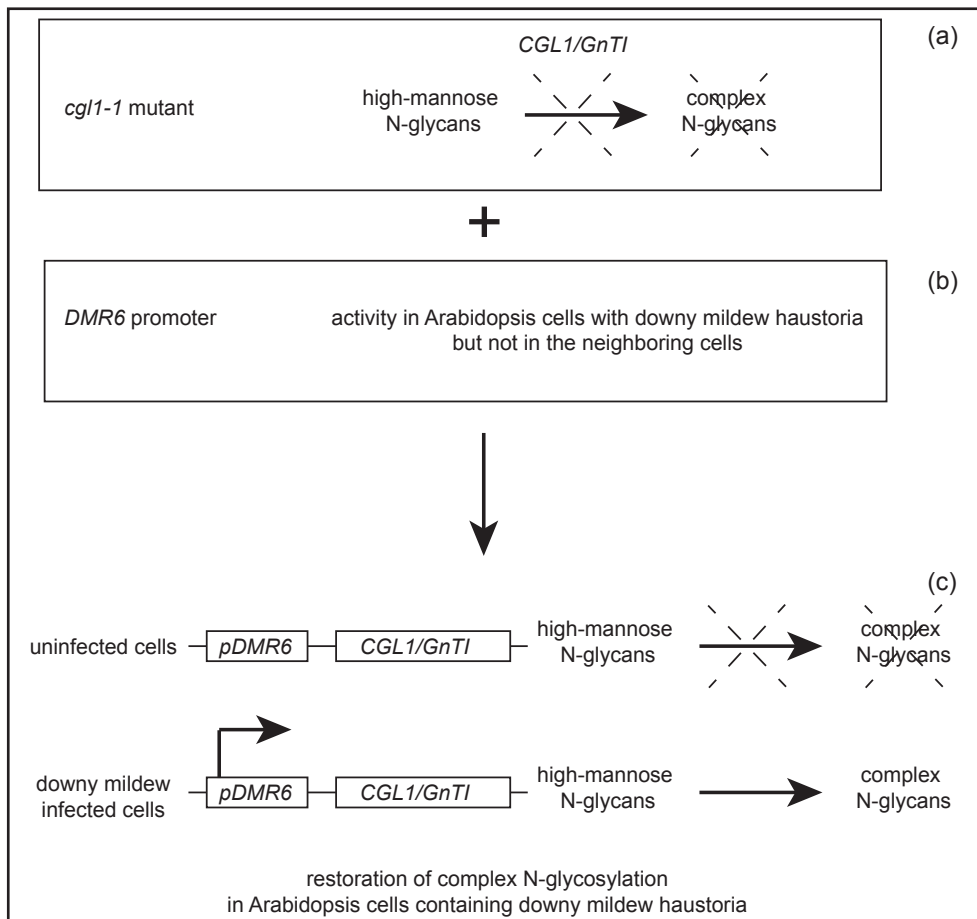 (a)
CGL1/GnTI
cgl1-1 mutant
high-mannose
N-glycans
complex
N-glycans
+
(b)
DMR6 promoter
activity in Arabidopsis cells with downy mildew haustoria
but not in the neighboring cells
(c)
uninfected cells
pDMR6
CGL1/GnTI
high-mannose
N-glycans
complex
N-glycans
downy mildew
infected cells
pDMR6
CGL1/GnTI
high-mannose
N-glycans
complex
N-glycans
restoration of complex N-glycosylation
in Arabidopsis cells containing downy mildew haustoria